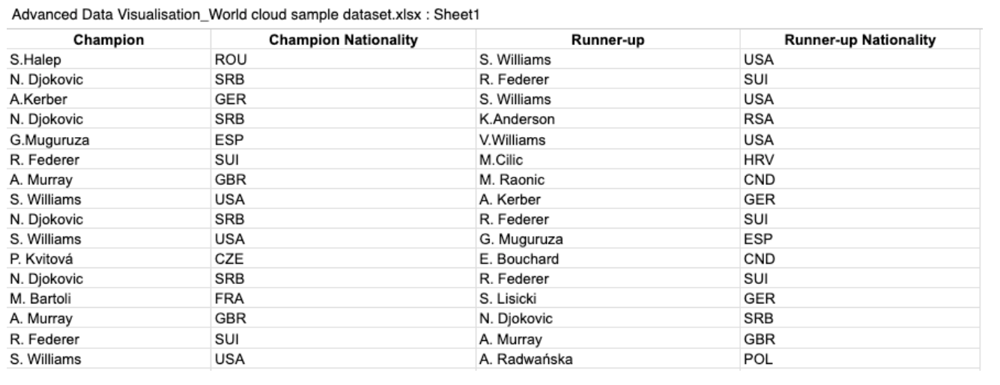 Advanced Data Visualisation_World cloud sample dataset.xlsx : Sheet1
Champion Champion Nationality Runner-up Runner-up Nationality
S.Halep ROU S. Williams USA
N. Djokovic SRB R. Federer SUI
A.Kerber GER S. Williams USA
N. Djokovic SRB K.Anderson RSA
G.Muguruza ESP V.Williams USA
R. Federer SUI M.Cilic HRV
A. Murray GBR M. Raonic CND
S. Williams USA A. Kerber GER
N. Djokovic SRB R. Federer SUI
S. Williams USA G. Muguruza ESP
P. Kvitová CZE E. Bouchard CND
N. Djokovic SRB R. Federer SUI
M. Bartoli FRA S. Lisicki GER
A. Murray GBR N. Djokovic SRB
R. Federer SUI A. Murray GBR
S. Williams USA A. Radwańska POL